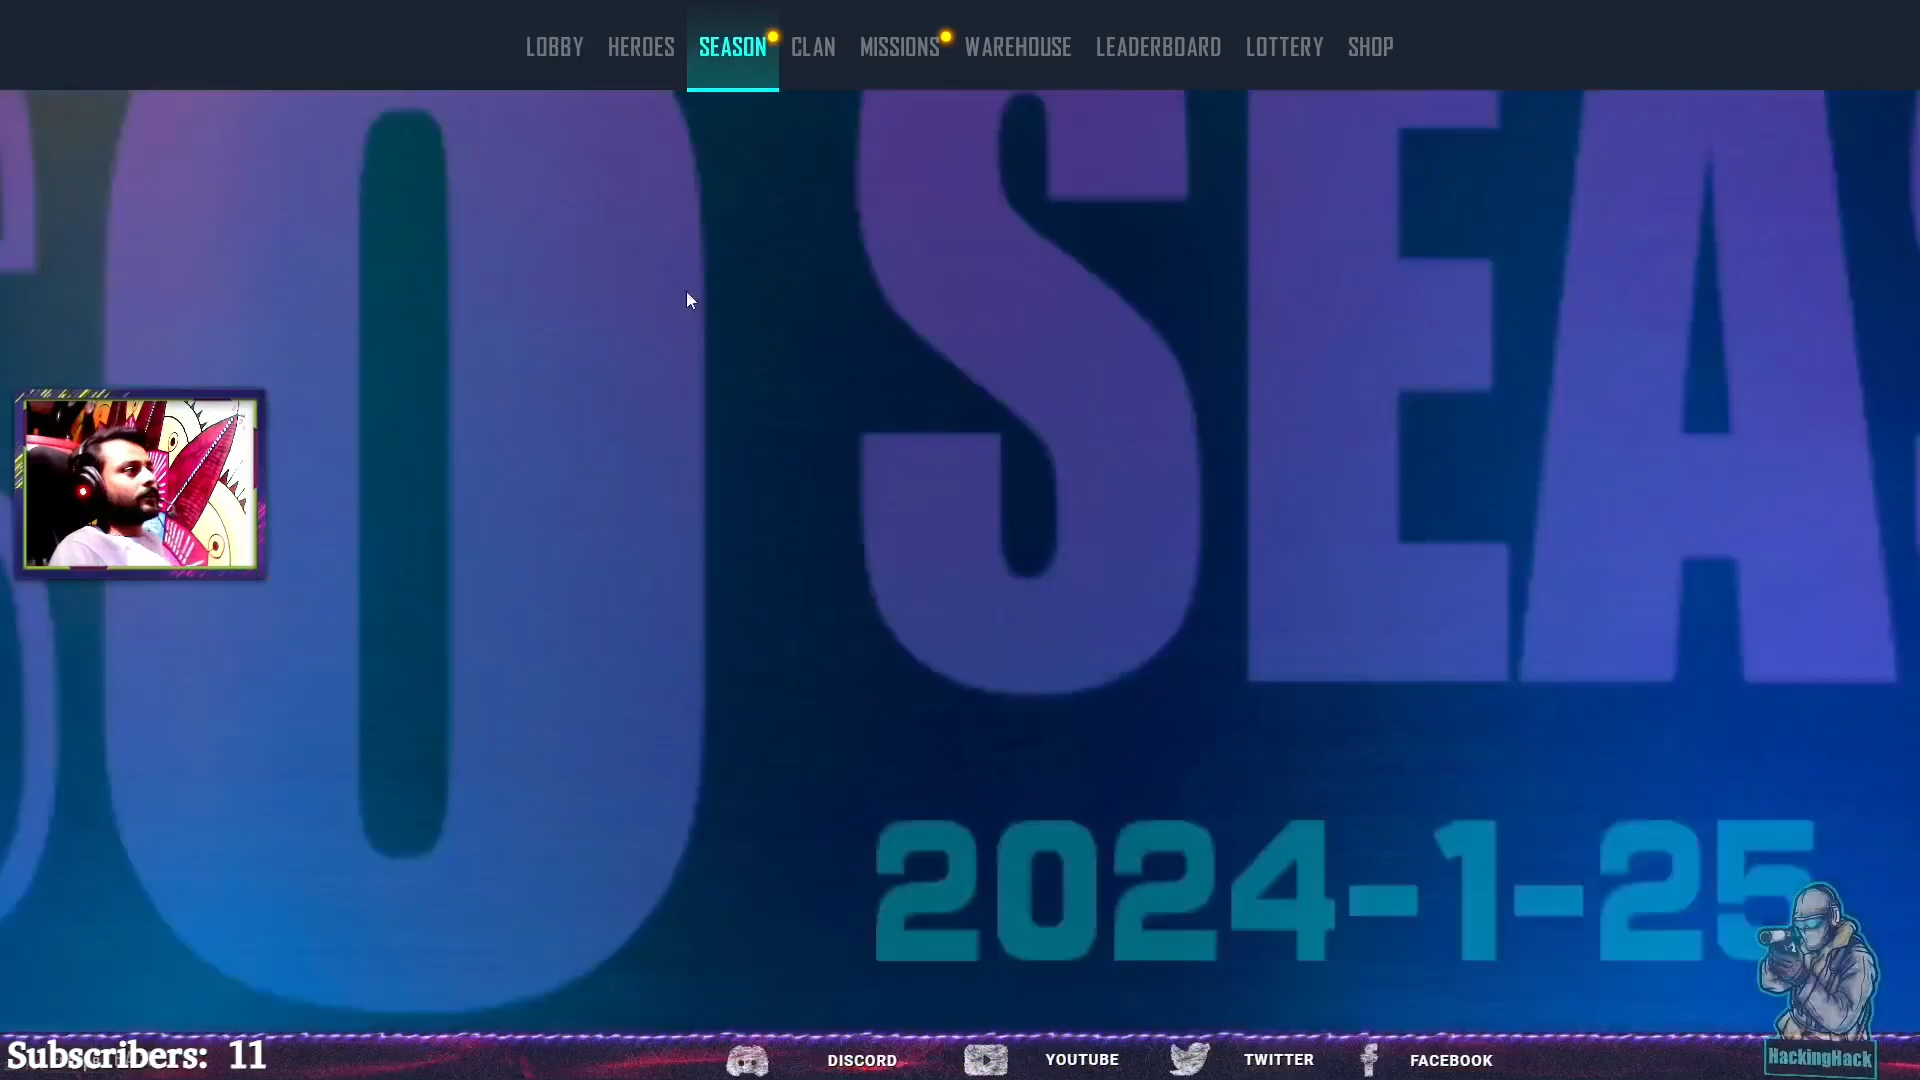 LOBBY HEROES SEASON CLAN MISSIONS WAREHOUSE LEADERBOARD LOTTERY SHOP
O SEAS
2024-1-25
Subscribers: 11 DISCORD YOUTUBE TWITTER FACEBOOK HackingHack